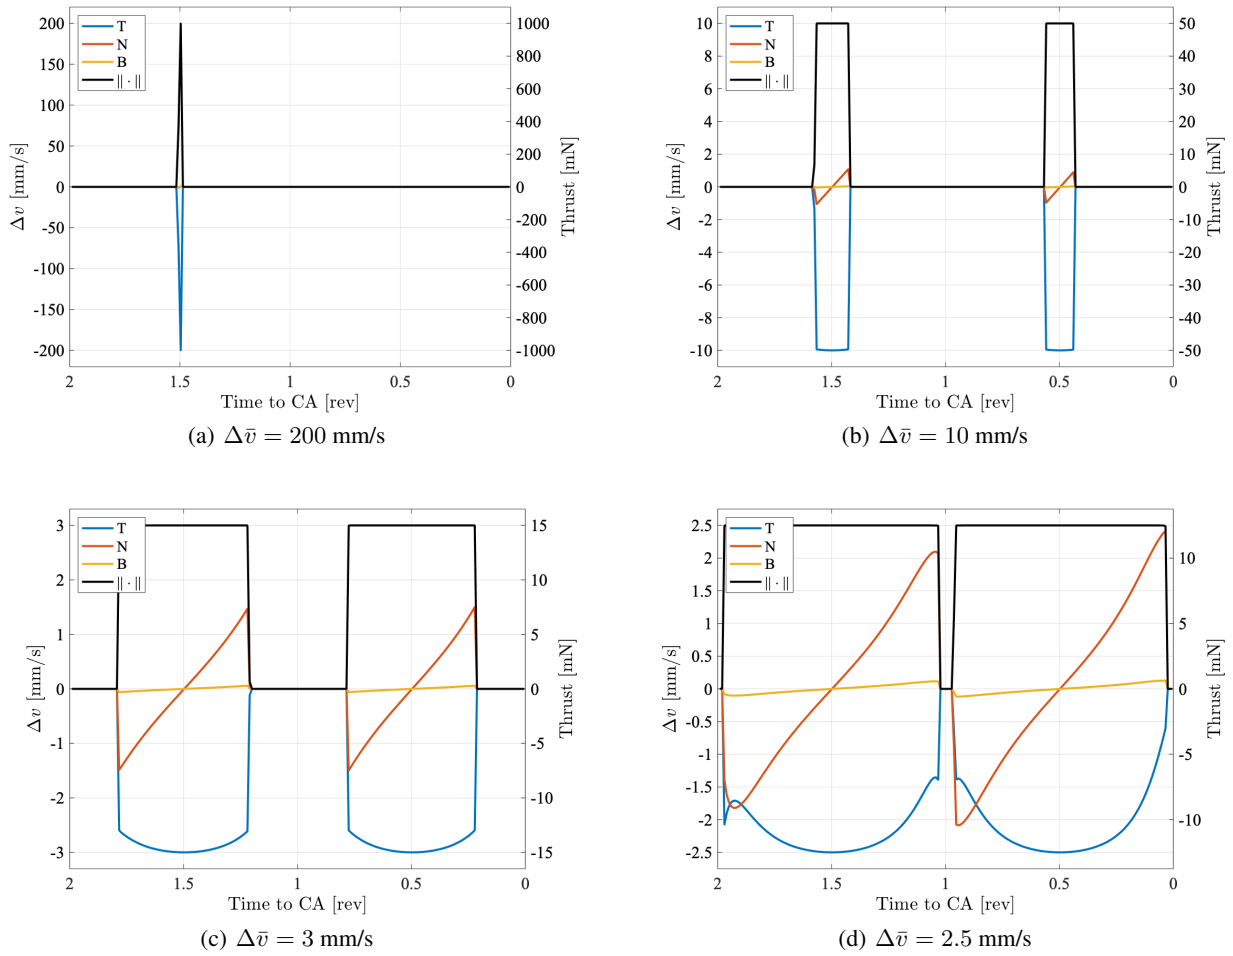 T
N
B
∥ · ∥
200
150
100
50
0
-50
-100
-150
-200
Δv [mm/s]
1000
800
600
400
200
0
-200
-400
-600
-800
-1000
Thrust [mN]
2 1.5 1 0.5 0
Time to CA [rev]
(a) Δv̄ = 200 mm/s
T
N
B
∥ · ∥
10
8
6
4
2
0
-2
-4
-6
-8
-10
Δv [mm/s]
50
40
30
20
10
0
-10
-20
-30
-40
-50
Thrust [mN]
2 1.5 1 0.5 0
Time to CA [rev]
(b) Δv̄ = 10 mm/s
T
N
B
∥ · ∥
3
2
1
0
-1
-2
-3
Δv [mm/s]
15
10
5
0
-5
-10
-15
Thrust [mN]
2 1.5 1 0.5 0
Time to CA [rev]
(c) Δv̄ = 3 mm/s
T
N
B
∥ · ∥
2.5
2
1.5
1
0.5
0
-0.5
-1
-1.5
-2
-2.5
Δv [mm/s]
10
5
0
-5
-10
Thrust [mN]
2 1.5 1 0.5 0
Time to CA [rev]
(d) Δv̄ = 2.5 mm/s